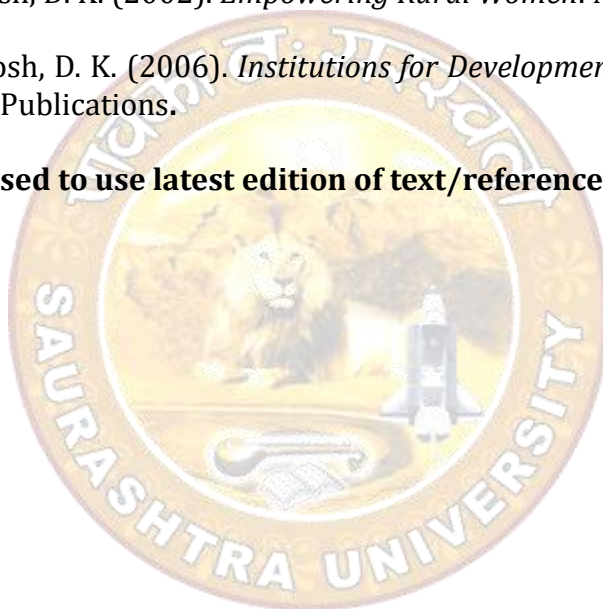 sh, D. K. (2002). Empowering Rural Women.
osh, D. K. (2006). Institutions for Developmen
Publications.
sed to use latest edition of text/reference
SAURASHTRA UNIVERSITY